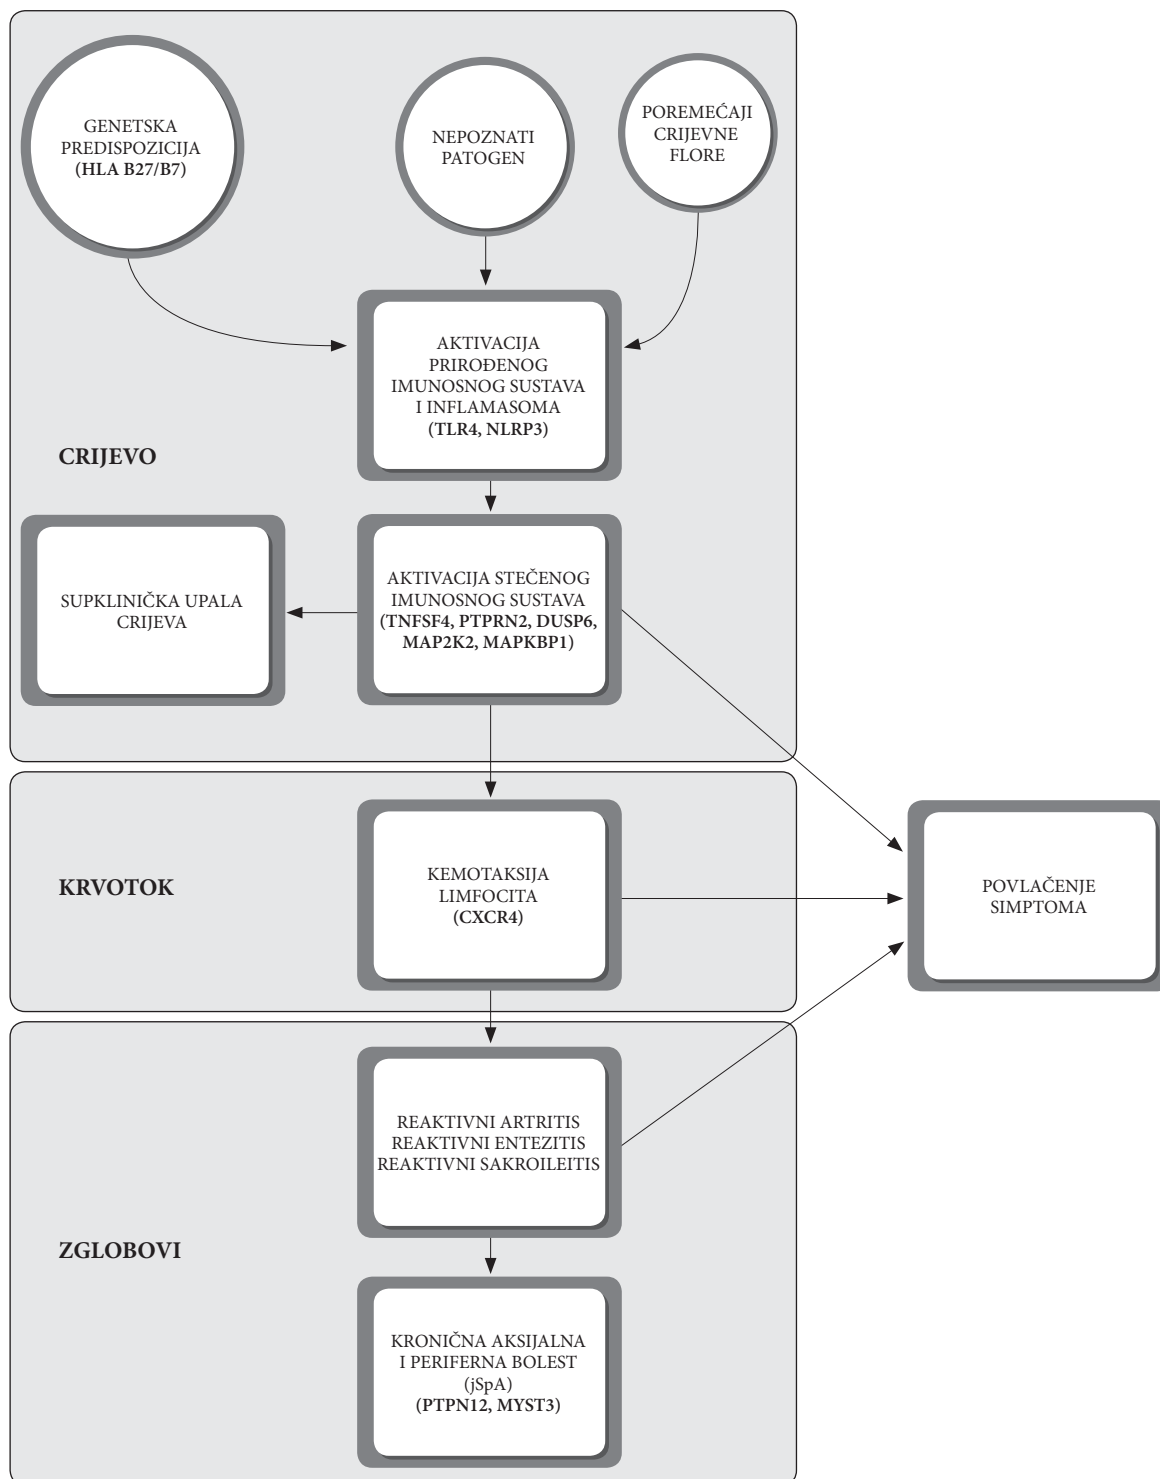 GENETSKA
PREDISPOZICIJA
(HLA B27/B7)
NEPOZNATI
PATOGEN
POREMEĆAJI
CRIJEVNE
FLORE
AKTIVACIJA
PRIROĐENOG
IMUNOSNOG SUSTAVA
I INFLAMASOMA
(TLR4, NLRP3)
CRIJEVO
SUPKLINIČKA UPALA
CRIJEVA
AKTIVACIJA STEČENOG
IMUNOSNOG SUSTAVA
(TNFSF4, PTPRN2, DUSP6,
MAP2K2, MAPKBP1)
KRVOTOK
KEMOTAKSIJA
LIMFOCITA
(CXCR4)
POVLAČENJE
SIMPTOMA
REAKTIVNI ARTRITIS
REAKTIVNI ENTEZITIS
REAKTIVNI SAKROILEITIS
ZGLOBOVI
KRONIČNA AKSIJALNA
I PERIFERNA BOLEST
(jSpA)
(PTPN12, MYST3)